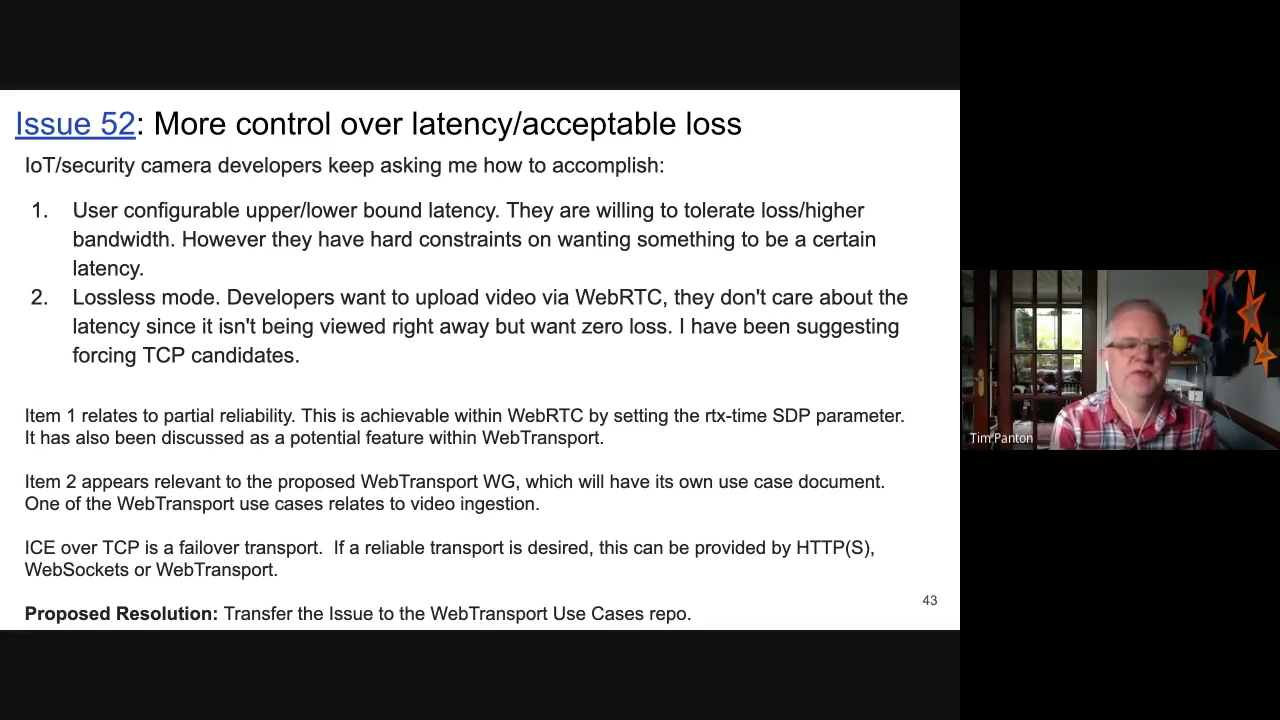 Issue 52: More control over latency/acceptable loss
IoT/security camera developers keep asking me how to accomplish:
1. User configurable upper/lower bound latency. They are willing to tolerate loss/higher
bandwidth. However they have hard constraints on wanting something to be a certain
latency.
2. Lossless mode. Developers want to upload video via WebRTC, they don't care about the
latency since it isn't being viewed right away but want zero loss. I have been suggesting
forcing TCP candidates.
Item 1 relates to partial reliability. This is achievable within WebRTC by setting the rtx-time SDP parameter.
It has also been discussed as a potential feature within WebTransport.
Item 2 appears relevant to the proposed WebTransport WG, which will have its own use case document.
One of the WebTransport use cases relates to video ingestion.
ICE over TCP is a failover transport. If a reliable transport is desired, this can be provided by HTTP(S),
WebSockets or WebTransport.
Proposed Resolution: Transfer the Issue to the WebTransport Use Cases repo.
43
Tim Panton